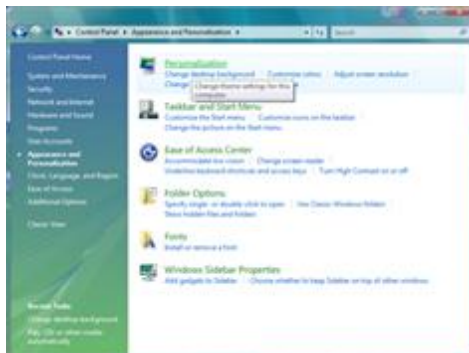 Control Panel ▸ Appearance and Personalization ▸
Search
Control Panel Home
System and Maintenance
Security
Network and Internet
Hardware and Sound
Programs
User Accounts
Appearance and
Personalization
Clock, Language, and Region
Ease of Access
Additional Options
Classic View
Recent Tasks
Change desktop background
Play CDs or other media
automatically
Personalization
Change desktop background
Customize colors
Adjust screen resolution
Change
Change theme settings for this
computer.
Taskbar and Start Menu
Customize the Start menu
Customize icons on the taskbar
Change the picture on the Start menu
Ease of Access Center
Accommodate low vision
Change screen reader
Underline keyboard shortcuts and access keys
Turn High Contrast on or off
Folder Options
Specify single- or double-click to open
Use Classic Windows folders
Show hidden files and folders
Fonts
Install or remove a font
Windows Sidebar Properties
Add gadgets to Sidebar
Choose whether to keep Sidebar on top of other windows